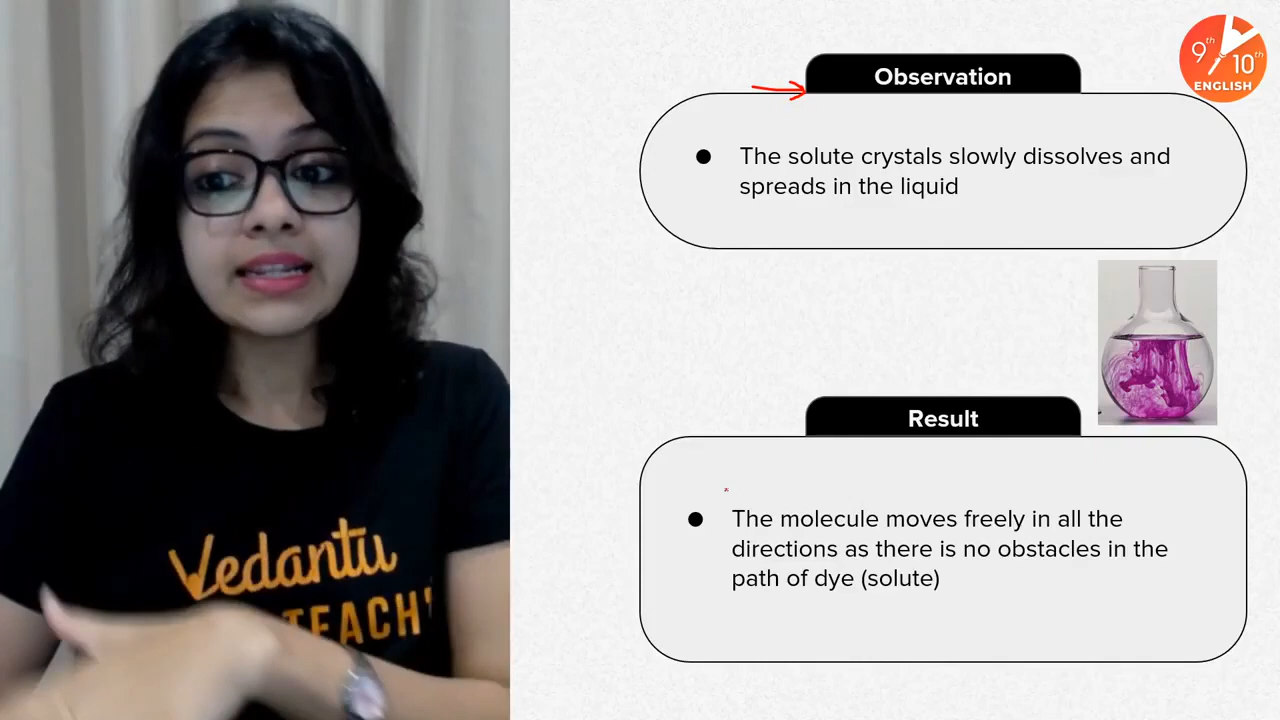 Observation
The solute crystals slowly dissolves and
spreads in the liquid
Result
The molecule moves freely in all the
directions as there is no obstacles in the
path of dye (solute)
9th
10th
ENGLISH
Vedantu
TEACH